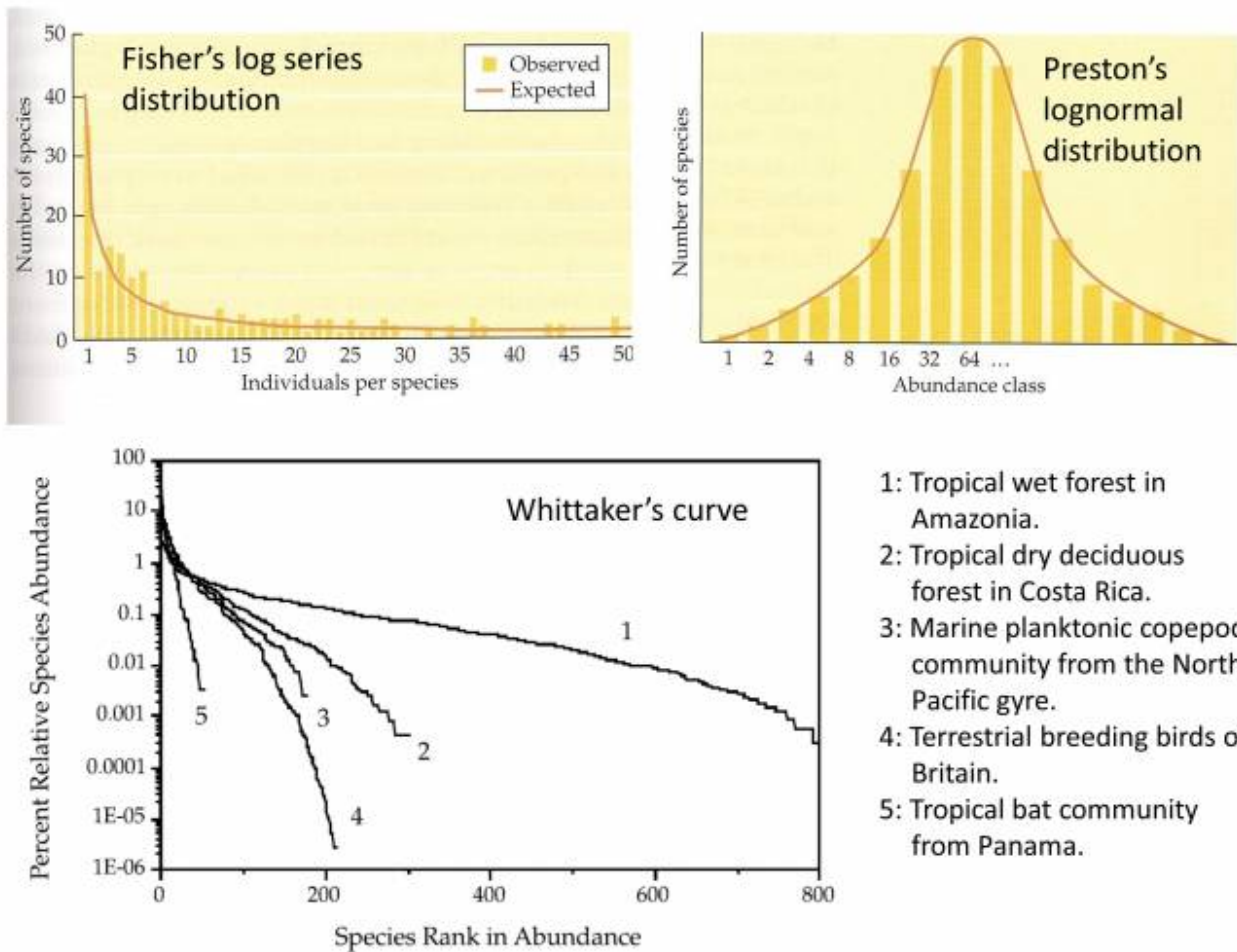 50
40
30
20
10
0
Number of species
Fisher's log series
distribution
Observed
Expected
1 5 10 15 20 25 30 35 40 45 50
Individuals per species
Number of species
Preston's
lognormal
distribution
1 2 4 8 16 32 64 ...
Abundance class
100
10
1
0.1
0.01
0.001
0.0001
1E-05
1E-06
Percent Relative Species Abundance
Whittaker's curve
1
2
3
4
5
0 200 400 600 800
Species Rank in Abundance
1: Tropical wet forest in
Amazonia.
2: Tropical dry deciduous
forest in Costa Rica.
3: Marine planktonic copepod
community from the North
Pacific gyre.
4: Terrestrial breeding birds o
Britain.
5: Tropical bat community
from Panama.